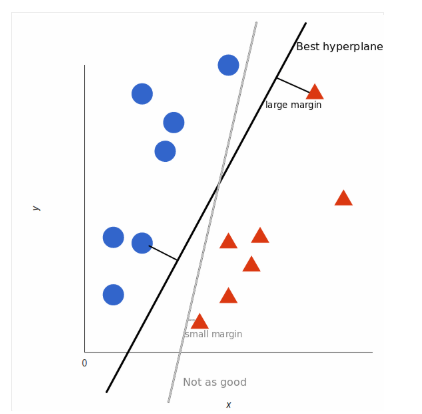 Best hyperplane
large margin
y
small margin
0
Not as good
x